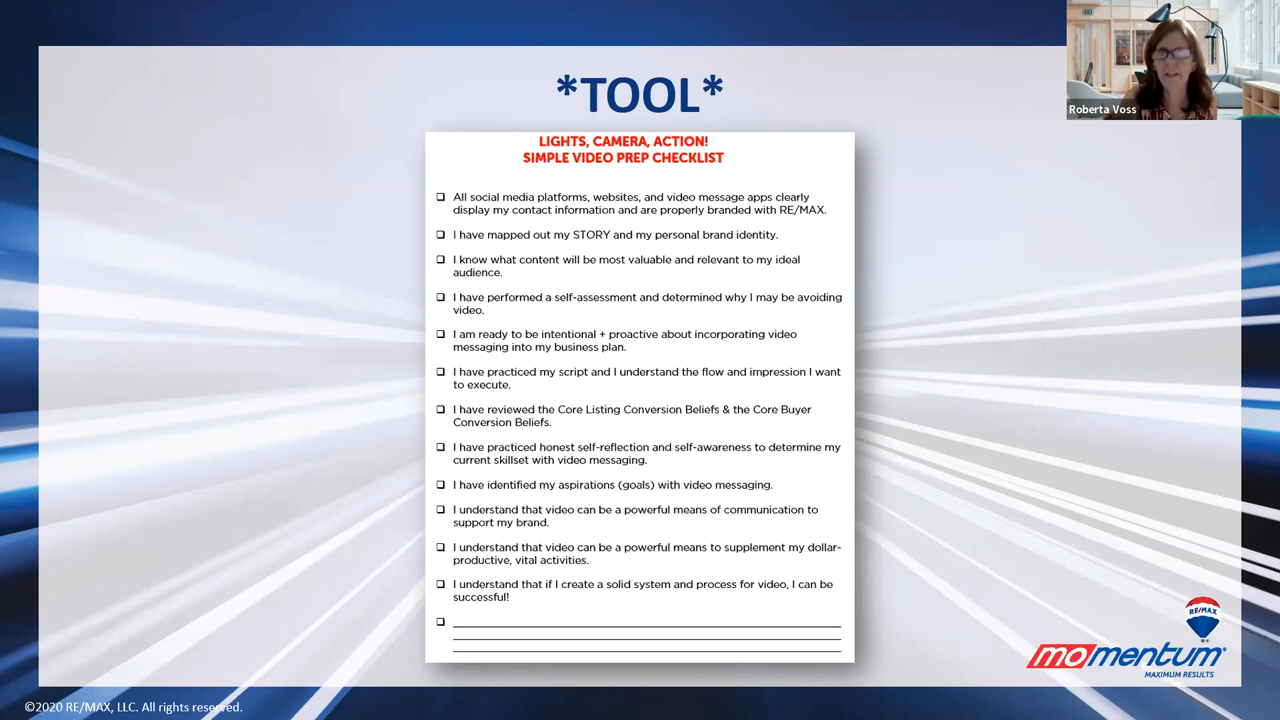 *TOOL*
Roberta Voss
LIGHTS, CAMERA, ACTION!
SIMPLE VIDEO PREP CHECKLIST
All social media platforms, websites, and video message apps clearly
display my contact information and are properly branded with RE/MAX.
I have mapped out my STORY and my personal brand identity.
I know what content will be most valuable and relevant to my ideal
audience.
I have performed a self-assessment and determined why I may be avoiding
video.
I am ready to be intentional + proactive about incorporating video
messaging into my business plan.
I have practiced my script and I understand the flow and impression I want
to execute.
I have reviewed the Core Listing Conversion Beliefs & the Core Buyer
Conversion Beliefs.
I have practiced honest self-reflection and self-awareness to determine my
current skillset with video messaging.
I have identified my aspirations (goals) with video messaging.
I understand that video can be a powerful means of communication to
support my brand.
I understand that video can be a powerful means to supplement my dollar-
productive, vital activities.
I understand that if I create a solid system and process for video, I can be
successful!
RE/MAX
momentum®
MAXIMUM RESULTS
©2020 RE/MAX, LLC. All rights reserved.